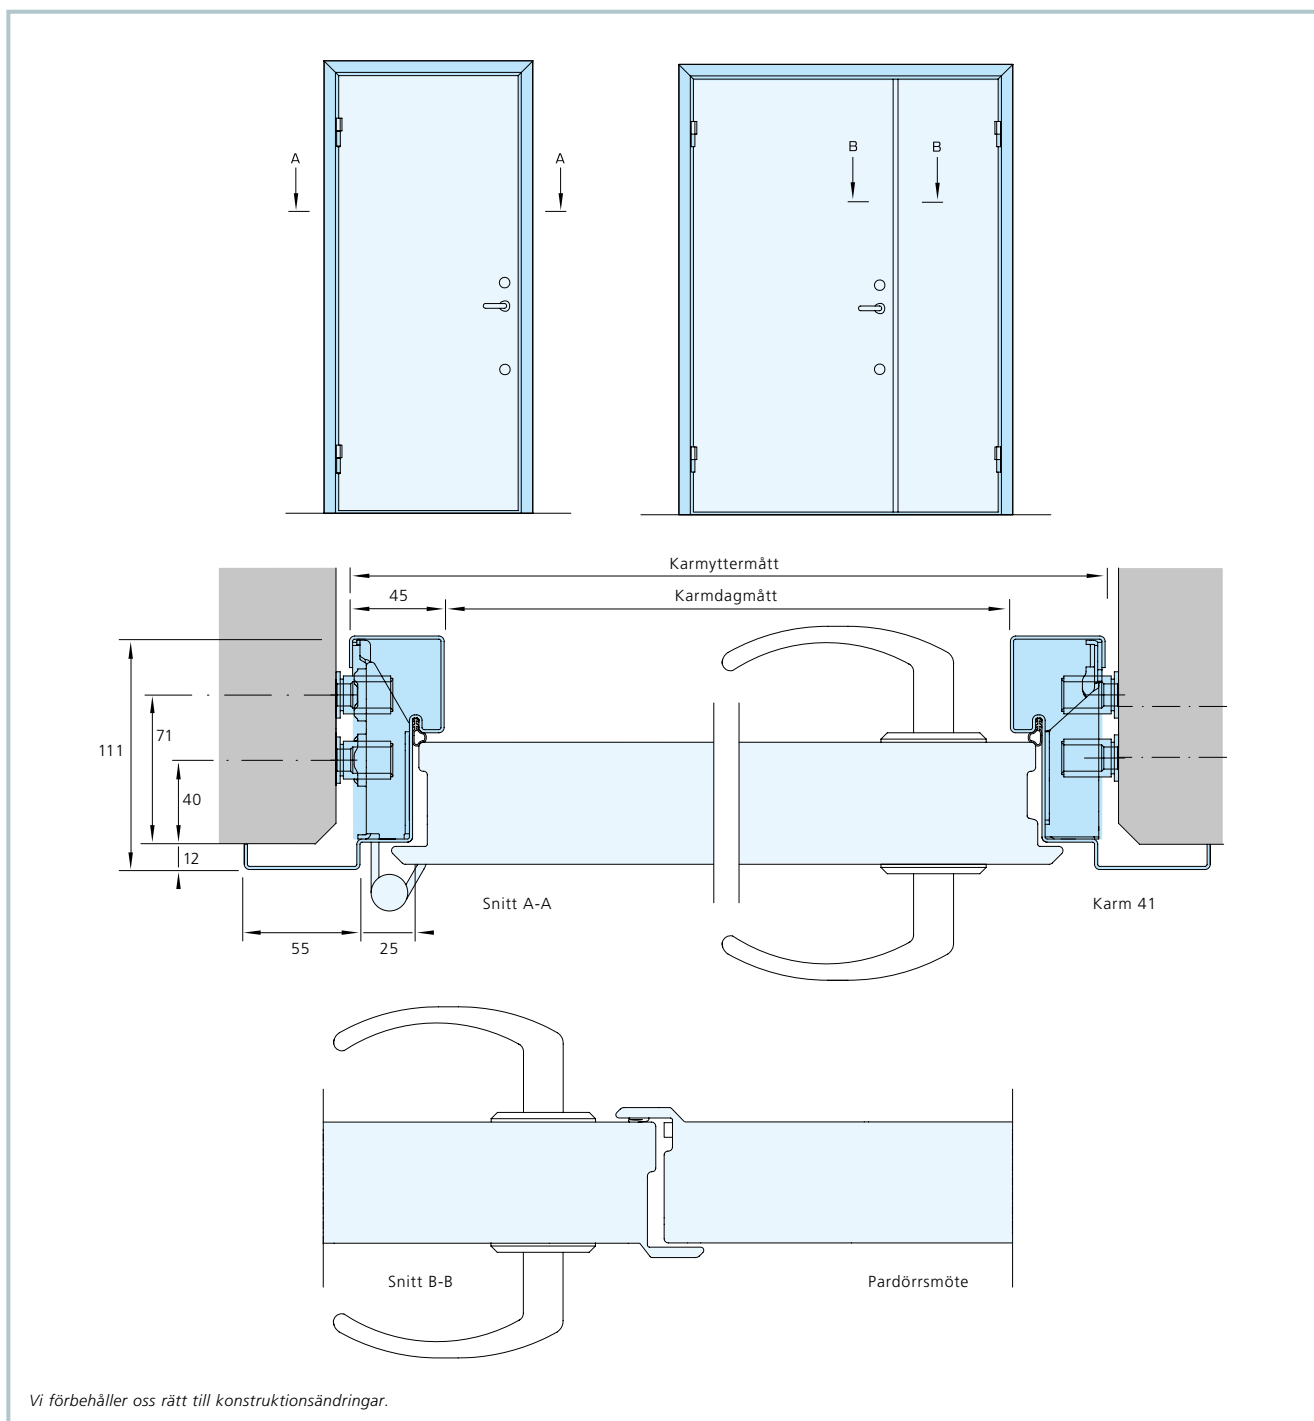 A
A
B
B
Karmyttermått
45
Karmdagmått
111
71
40
12
Snitt A-A
Karm 41
55
25
Snitt B-B
Pardörrsmöte
Vi förbehåller oss rätt till konstruktionsändringar.